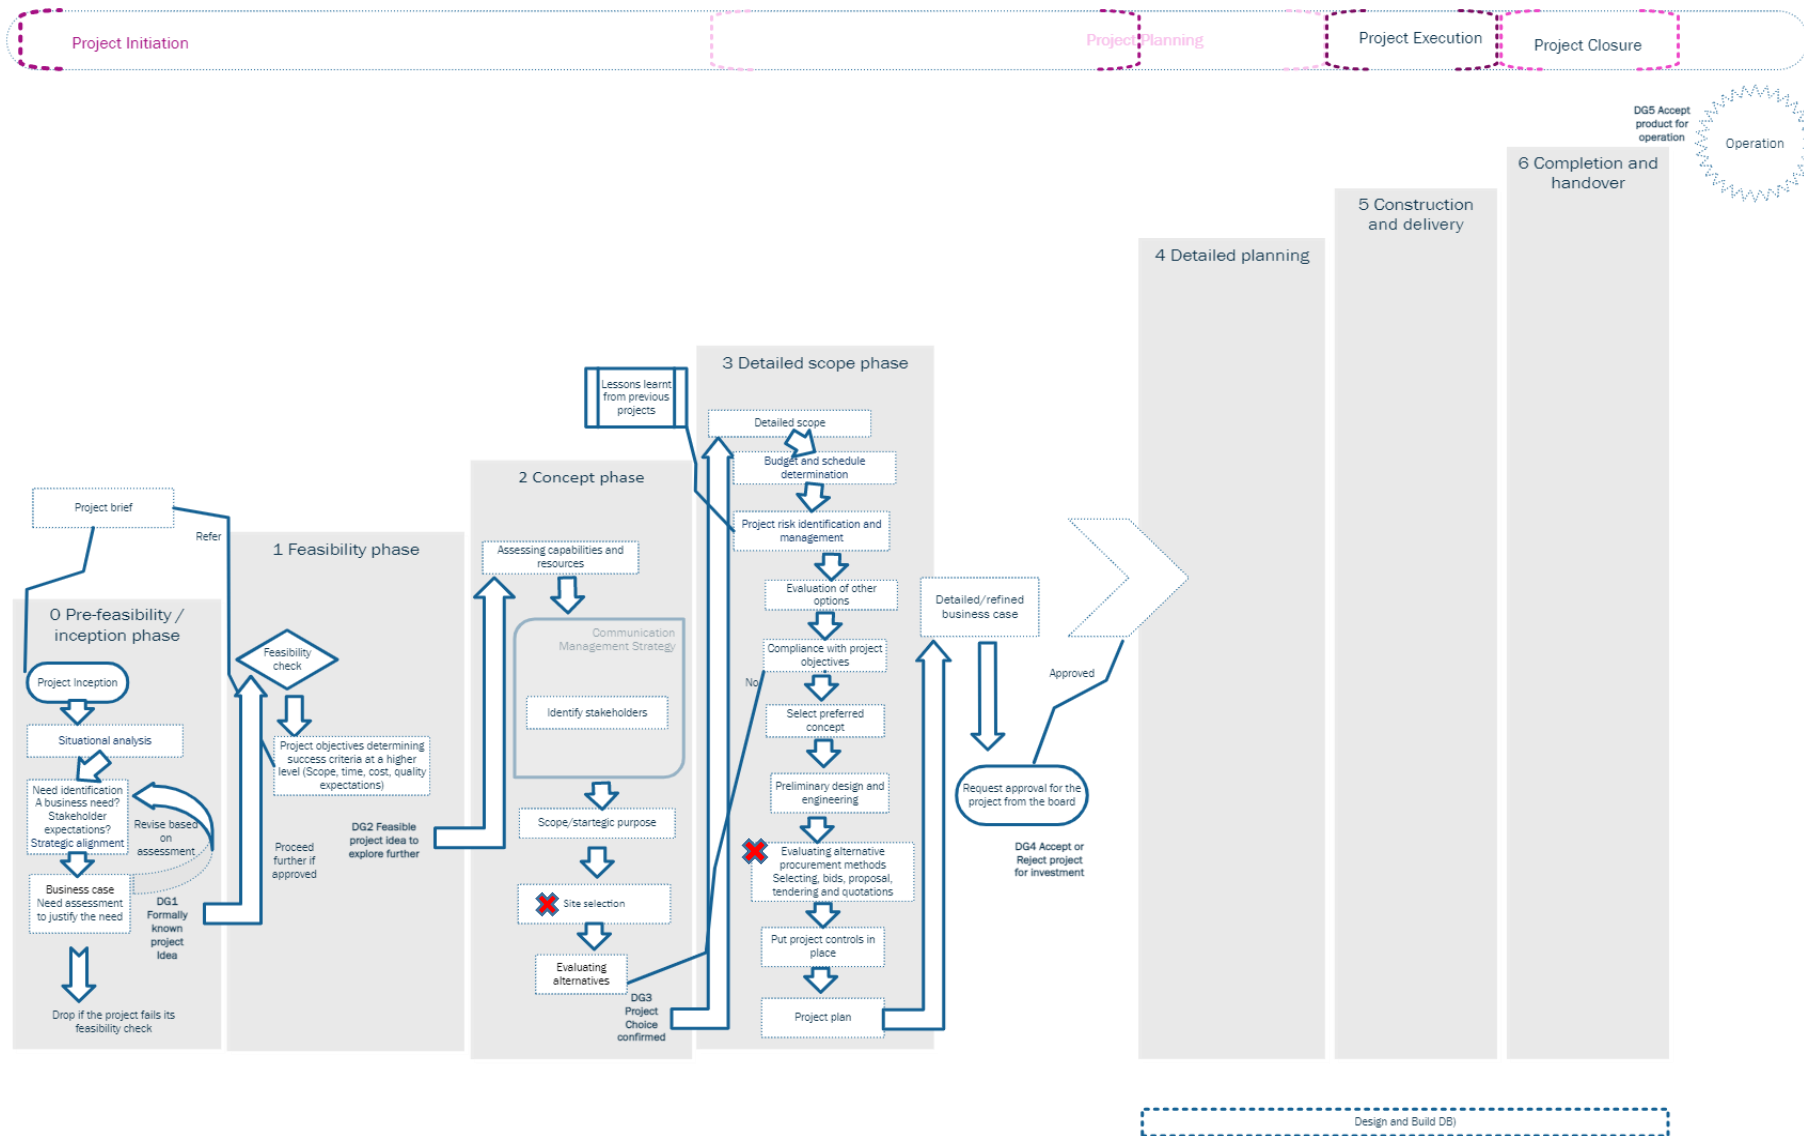 Project Initiation
Project Planning
Project Execution
Project Closure
DG5 Accept
product for
operation
Operation
6 Completion and
handover
5 Construction
and delivery
4 Detailed planning
3 Detailed scope phase
Lessons learnt
from previous
projects
Detailed scope
Budget and schedule
determination
Project risk identification and
management
Evaluation of other
options
Compliance with project
objectives
No
Select preferred
concept
Preliminary design and
engineering
Evaluating alternative
procurement methods
Selecting, bids, proposal,
tendering and quotations
Put project controls in
place
Project plan
2 Concept phase
Assessing capabilities and
resources
Communication
Management Strategy
Identify stakeholders
Scope/startegic purpose
Site selection
Evaluating
alternatives
DG3
Project
Choice
confirmed
Project brief
Refer
1 Feasibility phase
Feasibility
check
Project objectives determining
success criteria at a higher
level (Scope, time, cost, quality
expectations)
DG2 Feasible
project idea to
explore further
Proceed
further if
approved
0 Pre-feasibility /
inception phase
Project Inception
Situational analysis
Need identification
A business need?
Stakeholder
expectations?
Strategic alignment
Revise based
on
assessment
Business case
Need assessment
to justify the need
DG1
Formally
known
project
Idea
Drop if the project fails its
feasibility check
Detailed/refined
business case
Approved
Request approval for the
project from the board
DG4 Accept or
Reject project
for investment
Design and Build DB)